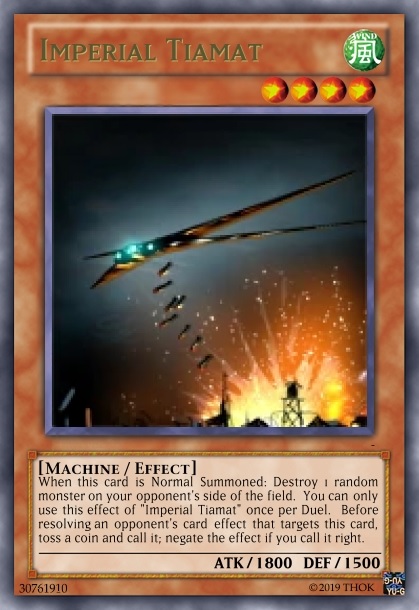 IMPERIAL TIAMAT
WIND
風
[MACHINE / EFFECT]
When this card is Normal Summoned: Destroy 1 random
monster on your opponent's side of the field. You can only
use this effect of "Imperial Tiamat" once per Duel. Before
resolving an opponent's card effect that targets this card,
toss a coin and call it; negate the effect if you call it right.
ATK / 1800 DEF / 1500
30761910
©2019 THOK